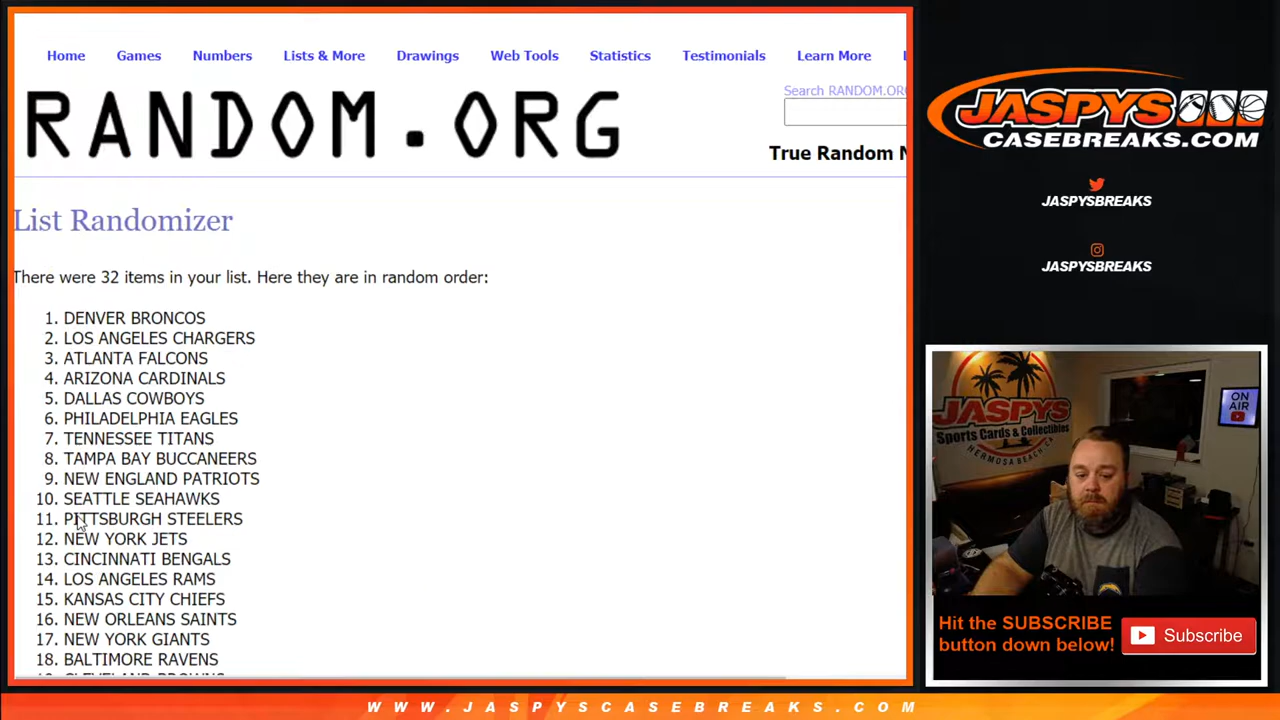 Home Games Numbers Lists & More Drawings Web Tools Statistics Testimonials Learn More
Search RANDOM.ORG
RANDOM.ORG
True Random N
List Randomizer
There were 32 items in your list. Here they are in random order:
1. DENVER BRONCOS
2. LOS ANGELES CHARGERS
3. ATLANTA FALCONS
4. ARIZONA CARDINALS
5. DALLAS COWBOYS
6. PHILADELPHIA EAGLES
7. TENNESSEE TITANS
8. TAMPA BAY BUCCANEERS
9. NEW ENGLAND PATRIOTS
10. SEATTLE SEAHAWKS
11. PITTSBURGH STEELERS
12. NEW YORK JETS
13. CINCINNATI BENGALS
14. LOS ANGELES RAMS
15. KANSAS CITY CHIEFS
16. NEW ORLEANS SAINTS
17. NEW YORK GIANTS
18. BALTIMORE RAVENS
JASPYS
CASEBREAKS.COM
JASPYSBREAKS
JASPYSBREAKS
JASPYS
Sports Cards & Collectibles
HERMOSA BEACH, CA
ON
AIR
Hit the SUBSCRIBE
button down below!
Subscribe
WWW.JASPYSCASEBREAKS.COM